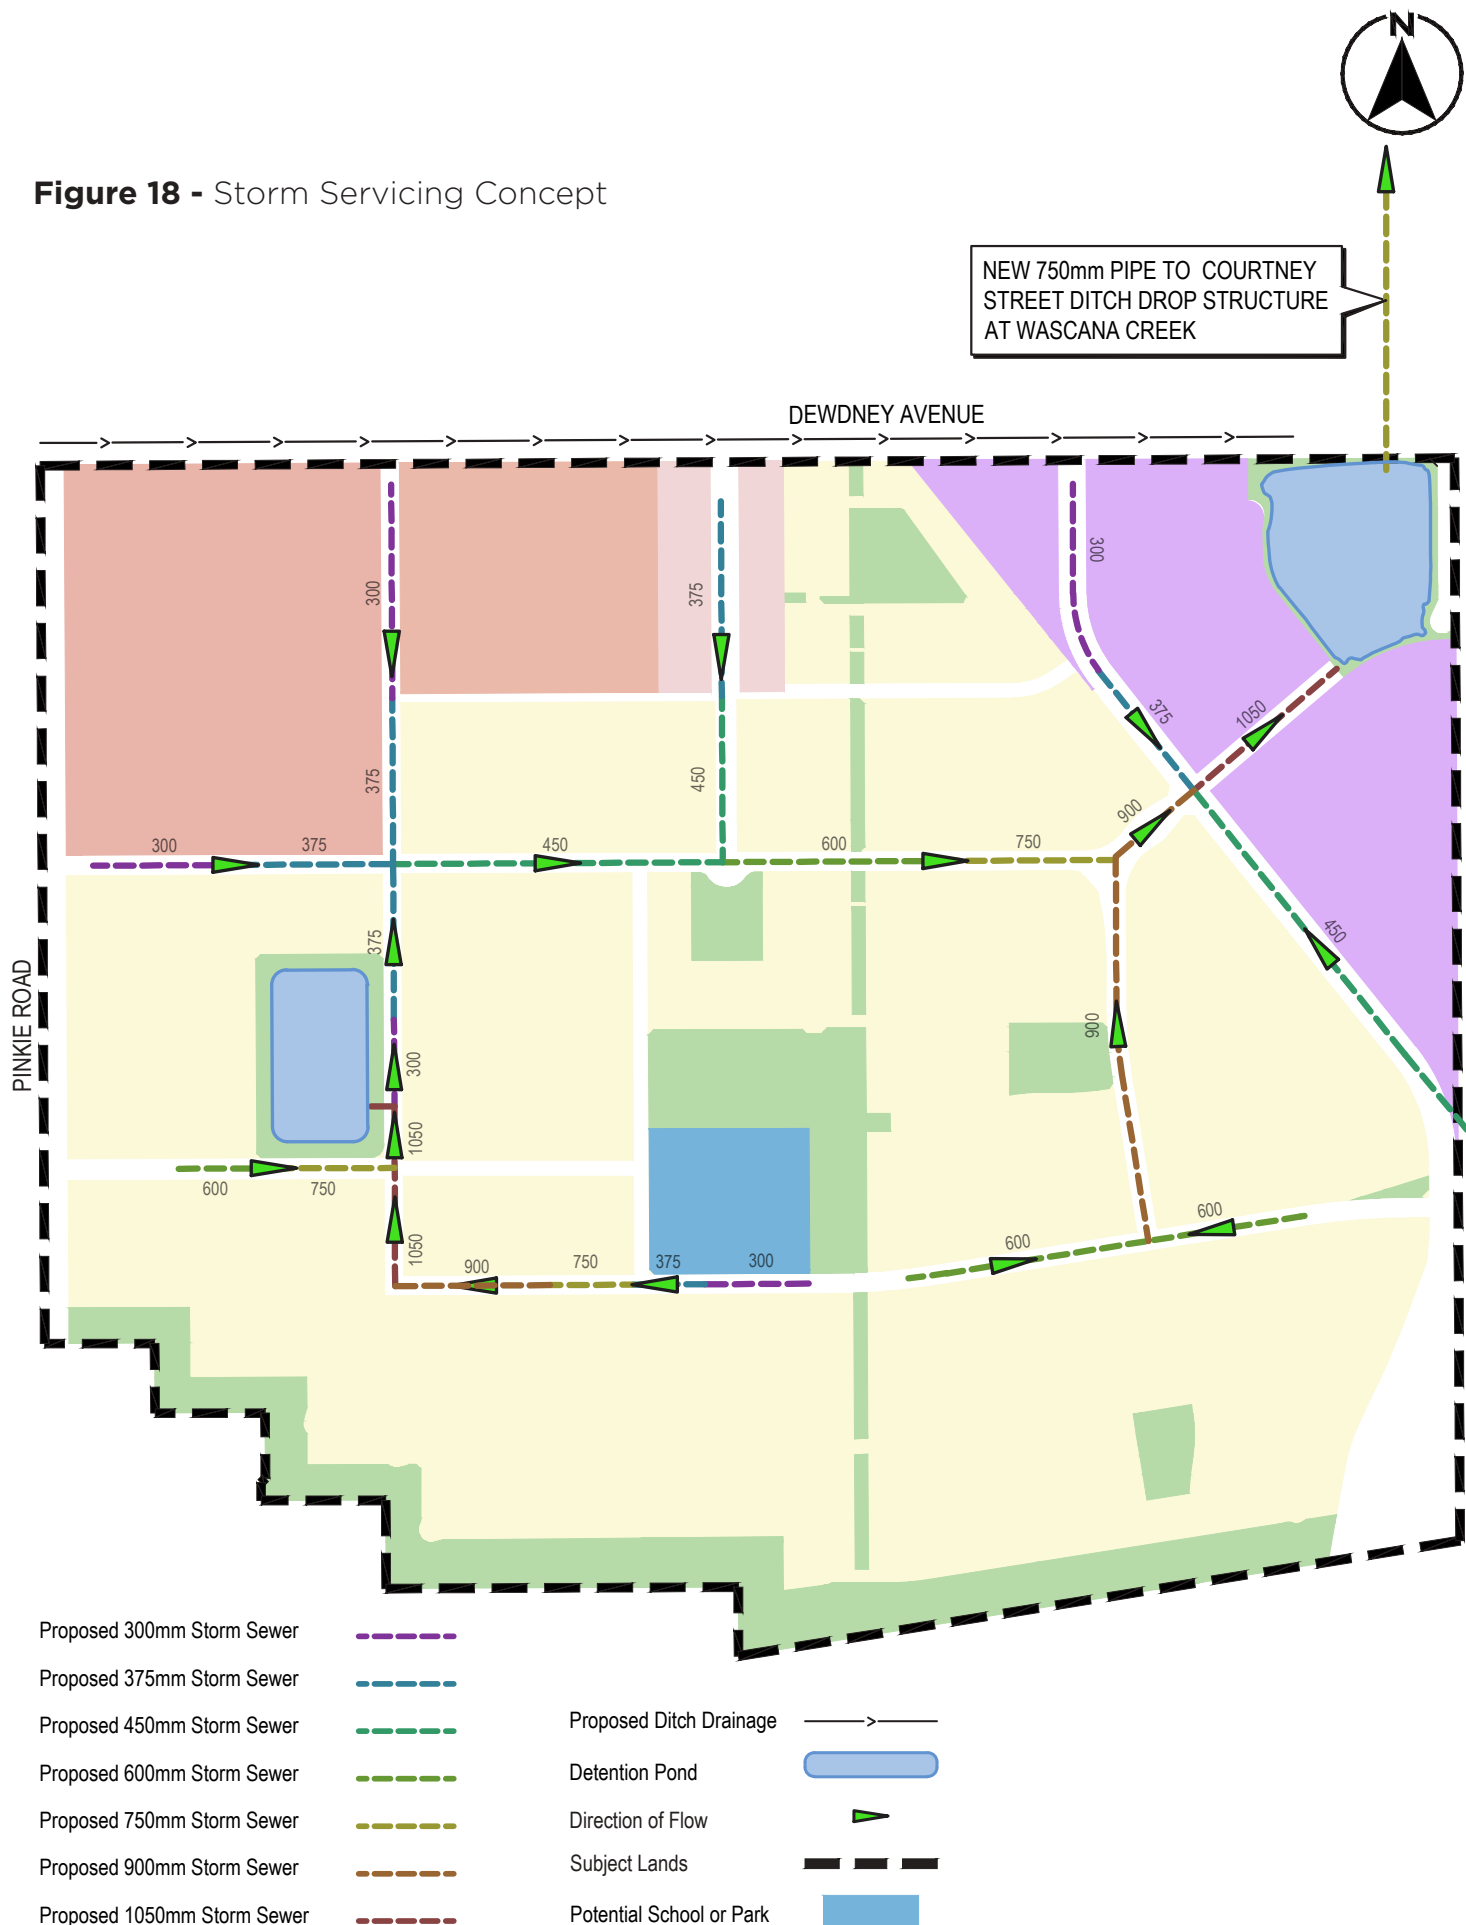 N
Figure 18 - Storm Servicing Concept
NEW 750mm PIPE TO COURTNEY
STREET DITCH DROP STRUCTURE
AT WASCANA CREEK
DEWDNEY AVENUE
300
375
300
375
1050
375
450
900
300
375
450
600
750
450
375
PINKIE ROAD
900
300
1050
600
750
600
600
1050
900
750
375
300
Proposed 300mm Storm Sewer
Proposed 375mm Storm Sewer
Proposed 450mm Storm Sewer
Proposed 600mm Storm Sewer
Proposed 750mm Storm Sewer
Proposed 900mm Storm Sewer
Proposed 1050mm Storm Sewer
Proposed Ditch Drainage
Detention Pond
Direction of Flow
Subject Lands
Potential School or Park